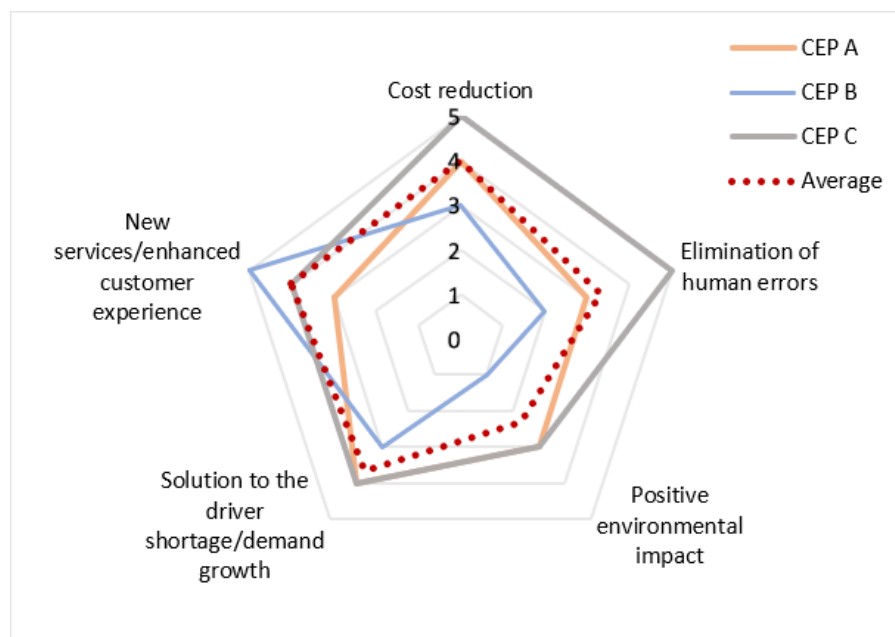 CEP A
CEP B
CEP C
Average
Cost reduction
5
4
3
2
1
0
New
services/enhanced
customer
experience
Elimination of
human errors
Solution to the
driver
shortage/demand
growth
Positive
environmental
impact